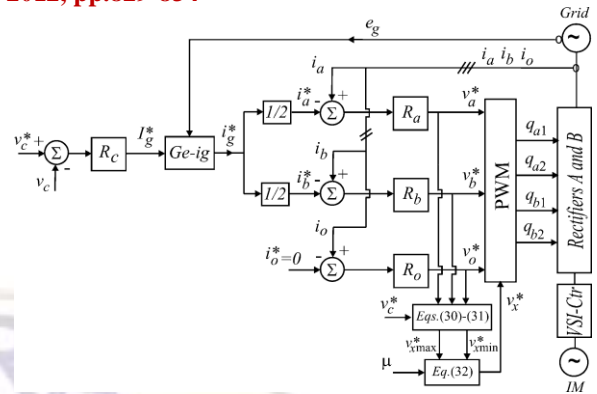 2022, pp.829-834
Grid
~
e_g
i_a i_b i_o
i_a
1/2
i_a^* -
+
Σ
R_a
v_a^*
v_c^* +
Σ
-
v_c
R_c
I_g^*
Ge-ig
i_g^*
i_b
1/2
i_b^* -
+
Σ
R_b
v_b^*
i_o
i_o^*=0
-
+
Σ
R_o
v_o^*
PWM
q_a1
q_a2
q_b1
q_b2
Rectifiers A and B
v_c^*
Eqs.(30)-(31)
v_xmax^*
v_xmin^*
v_x^*
μ
Eq.(32)
VSI-Ctr
~
IM